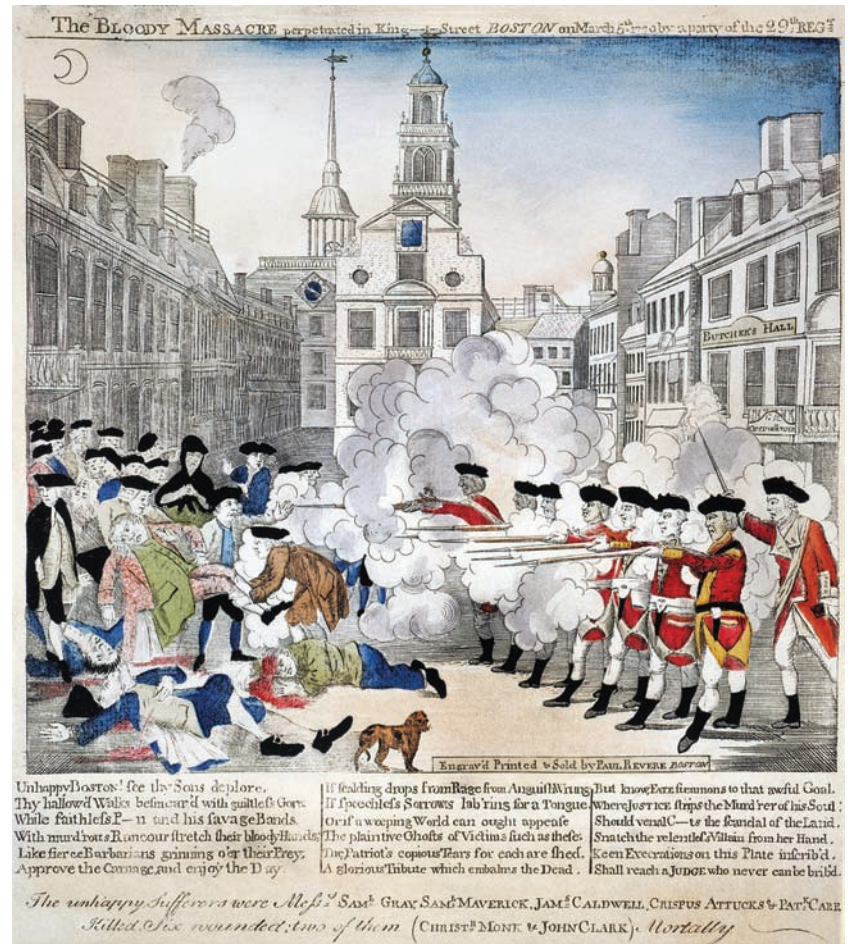 The BLOODY MASSACRE perpetrated in King Street BOSTON on March 5th 1770 by a party of the 29th REGt
BUTCHER'S HALL
CUSTOM HOUSE
Engrav'd Printed & Sold by PAUL REVERE BOSTON
Unhappy BOSTON! see thy Sons deplore,
Thy hallow'd Walks besmear'd with guiltless Gore:
While faithless P—n and his savage Bands,
With murd'rous Rancour stretch their bloody Hands;
Like fierce Barbarians grinning o'er their Prey,
Approve the Carnage, and enjoy the Day.
If scalding drops from Rage from Anguish Wrung
If speechless Sorrows lab'ring for a Tongue,
Or if a weeping World can ought appease
The plaintive Ghosts of Victims such as these;
The Patriot's copious Tears for each are shed,
A glorious Tribute which embalms the Dead.
But know, FATE summons to that awful Goal,
Where JUSTICE strips the Murd'rer of his Soul:
Should venal C—ts the scandal of the Land,
Snatch the relentless Villain from her Hand,
Keen Execrations on this Plate inscrib'd,
Shall reach a JUDGE who never can be brib'd.
The unhappy Sufferers were Messs. SAMl GRAY, SAMl MAVERICK, JAMs CALDWELL, CRISPUS ATTUCKS & PATk CARR
Killed. Six wounded; two of them (CHRISTr MONK & JOHN CLARK) Mortally